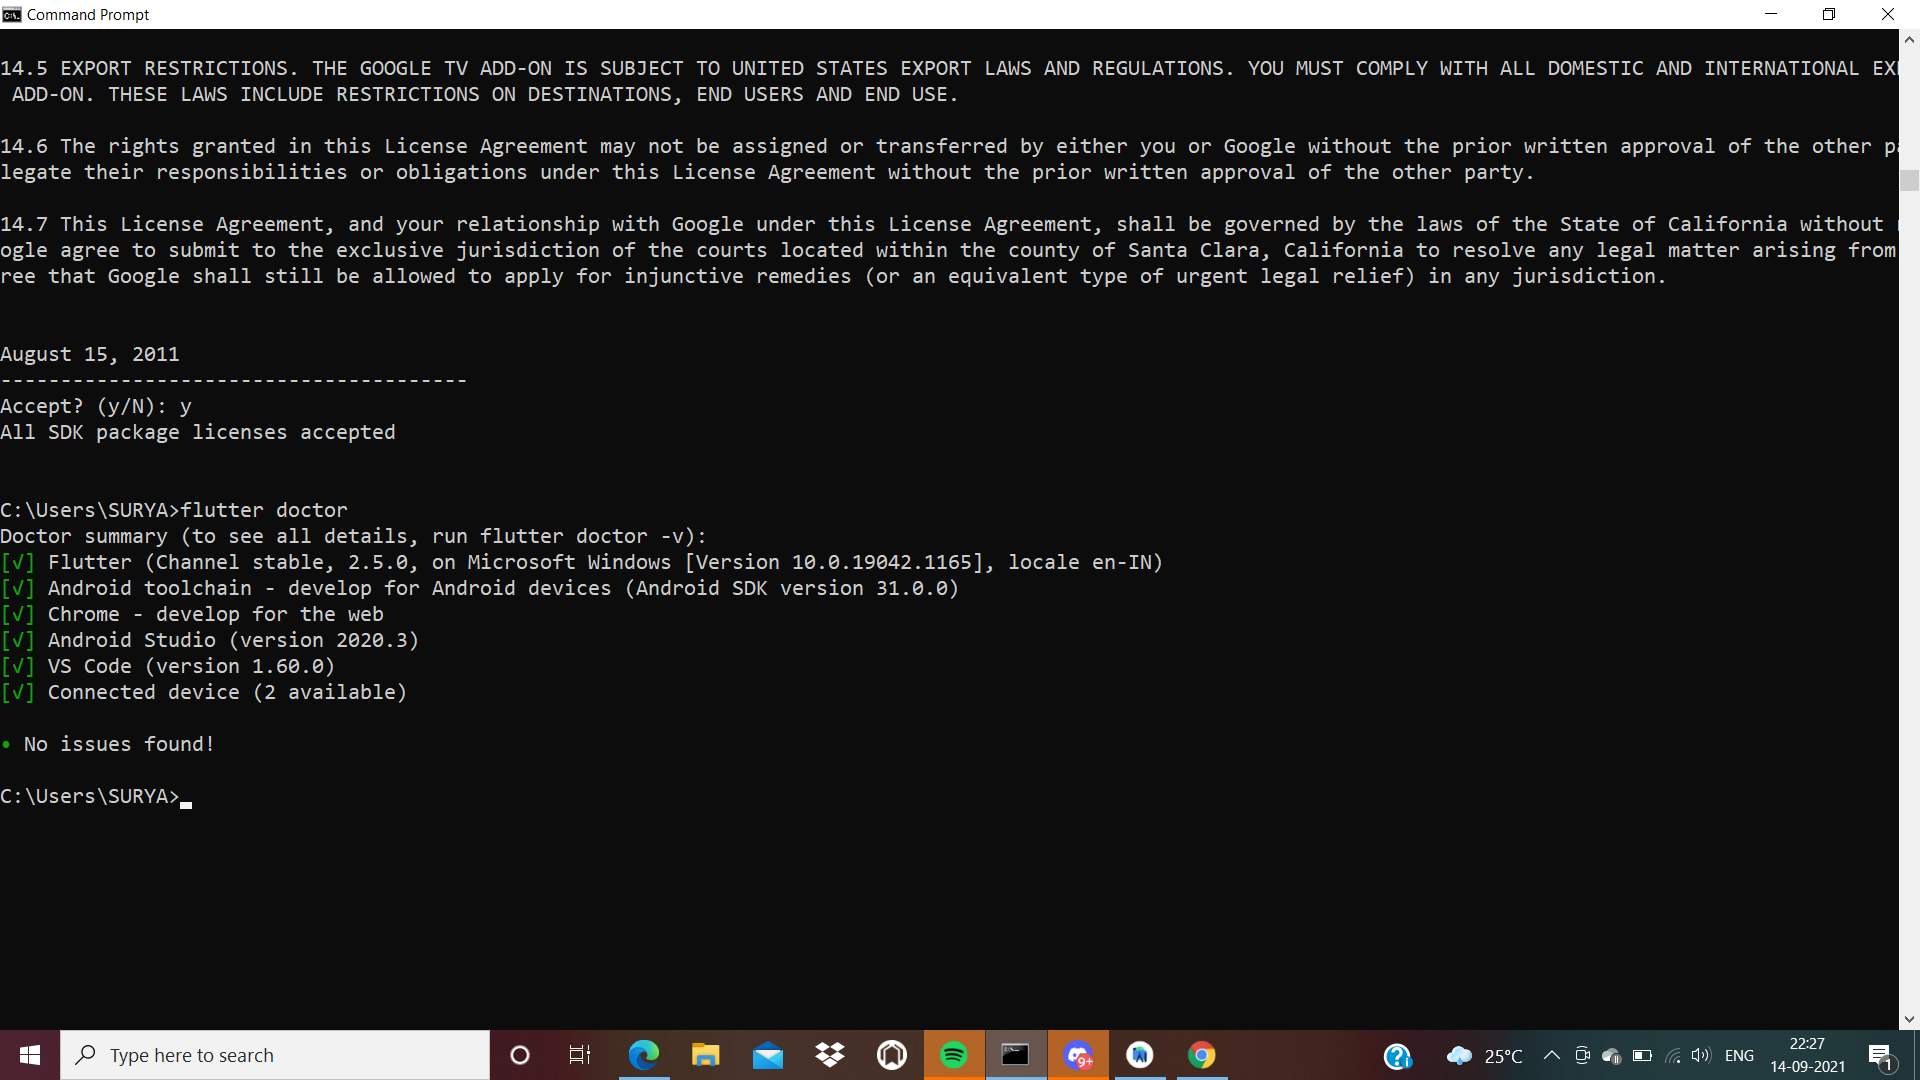 Command Prompt
14.5 EXPORT RESTRICTIONS. THE GOOGLE TV ADD-ON IS SUBJECT TO UNITED STATES EXPORT LAWS AND REGULATIONS. YOU MUST COMPLY WITH ALL DOMESTIC AND INTERNATIONAL
ADD-ON. THESE LAWS INCLUDE RESTRICTIONS ON DESTINATIONS, END USERS AND END USE.
14.6 The rights granted in this License Agreement may not be assigned or transferred by either you or Google without the prior written approval of the other
legate their responsibilities or obligations under this License Agreement without the prior written approval of the other party.
14.7 This License Agreement, and your relationship with Google under this License Agreement, shall be governed by the laws of the State of California without
ogle agree to submit to the exclusive jurisdiction of the courts located within the county of Santa Clara, California to resolve any legal matter arising from
ree that Google shall still be allowed to apply for injunctive remedies (or an equivalent type of urgent legal relief) in any jurisdiction.
August 15, 2011
---------------------------------------
Accept? (y/N): y
All SDK package licenses accepted
C:\Users\SURYA>flutter doctor
Doctor summary (to see all details, run flutter doctor -v):
[√] Flutter (Channel stable, 2.5.0, on Microsoft Windows [Version 10.0.19042.1165], locale en-IN)
[√] Android toolchain - develop for Android devices (Android SDK version 31.0.0)
[√] Chrome - develop for the web
[√] Android Studio (version 2020.3)
[√] VS Code (version 1.60.0)
[√] Connected device (2 available)
• No issues found!
C:\Users\SURYA>
Type here to search
9+
25°C
ENG
22:27
14-09-2021
1